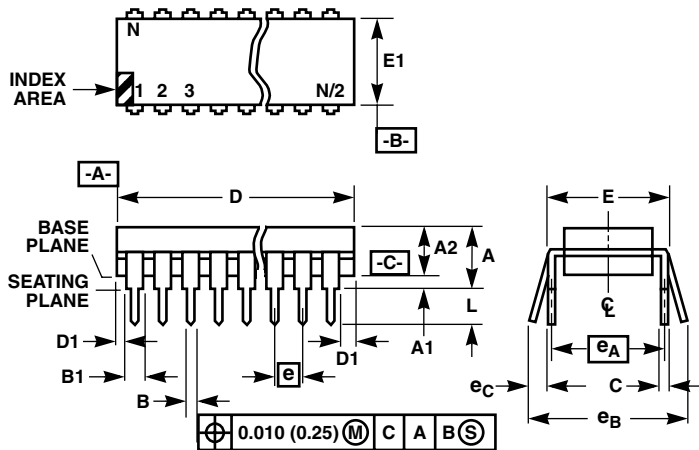 N
E1
INDEX
AREA
1 2 3 N/2
-B-
-A-
D
E
BASE
PLANE
A2
A
-C-
SEATING
PLANE
L
D1
A1
D1
B1
e
eA
B
eC
C
eB
0.010 (0.25) M C A B S
CL